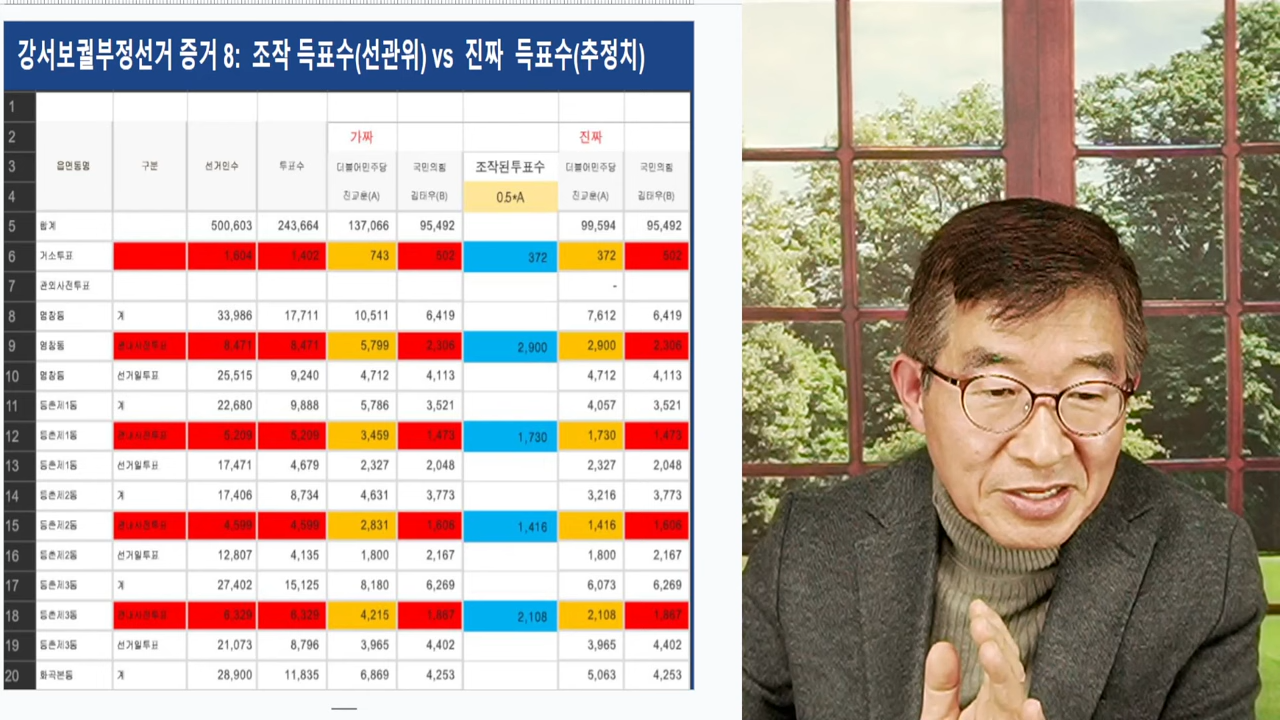 강서보궐부정선거 증거 8: 조작 득표수(선관위) vs 진짜 득표수(추정치)
1
2 가짜 진짜
3 읍면동명 구분 선거인수 투표수 더불어민주당 국민의힘 조작된투표수 더불어민주당 국민의힘
4 진교훈(A) 김태우(B) 0.5*A 진교훈(A) 김태우(B)
5 합계 500,603 243,664 137,066 95,492 99,594 95,492
6 거소투표 1,604 1,402 743 502 372 372 502
7 관외사전투표 -
8 염창동 계 33,986 17,711 10,511 6,419 7,612 6,419
9 염창동 관내사전투표 8,471 8,471 5,799 2,306 2,900 2,900 2,306
10 염창동 선거일투표 25,515 9,240 4,712 4,113 4,712 4,113
11 등촌제1동 계 22,680 9,888 5,786 3,521 4,057 3,521
12 등촌제1동 관내사전투표 5,209 5,209 3,459 1,473 1,730 1,730 1,473
13 등촌제1동 선거일투표 17,471 4,679 2,327 2,048 2,327 2,048
14 등촌제2동 계 17,406 8,734 4,631 3,773 3,216 3,773
15 등촌제2동 관내사전투표 4,599 4,599 2,831 1,606 1,416 1,416 1,606
16 등촌제2동 선거일투표 12,807 4,135 1,800 2,167 1,800 2,167
17 등촌제3동 계 27,402 15,125 8,180 6,269 6,073 6,269
18 등촌제3동 관내사전투표 6,329 6,329 4,215 1,867 2,108 2,108 1,867
19 등촌제3동 선거일투표 21,073 8,796 3,965 4,402 3,965 4,402
20 화곡본동 계 28,900 11,835 6,869 4,253 5,063 4,253